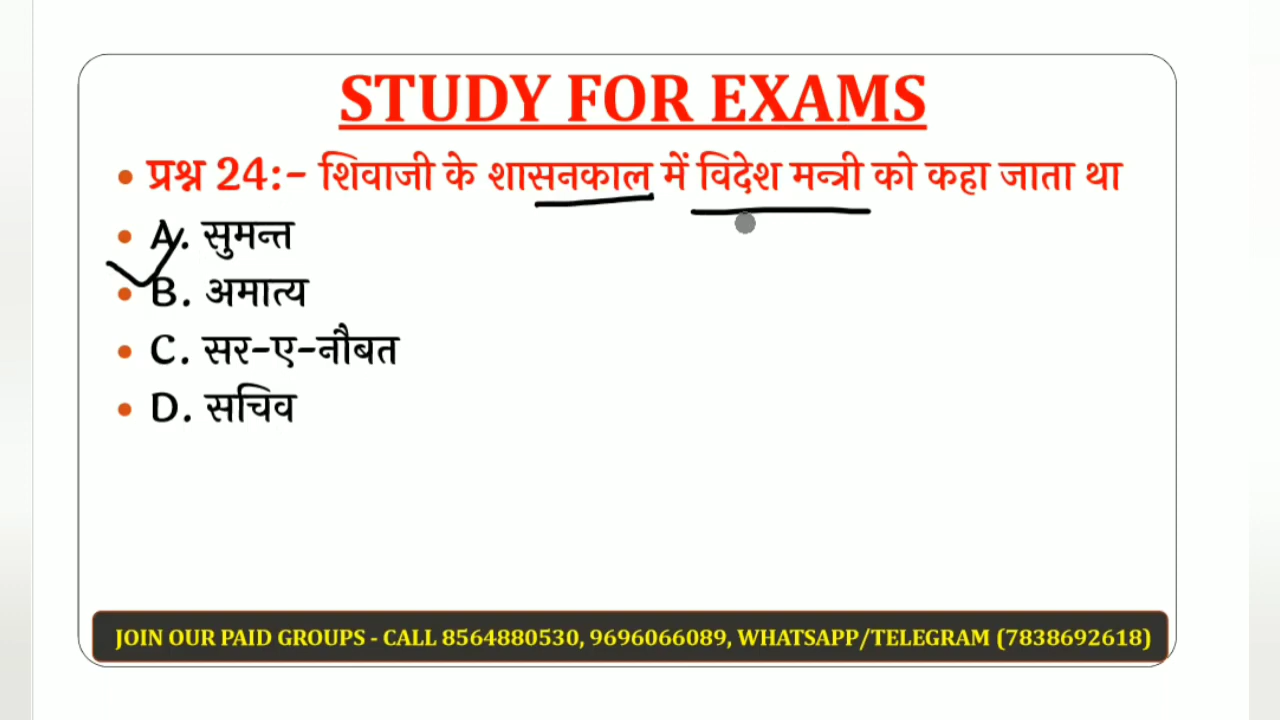 STUDY FOR EXAMS
• प्रश्न 24:- शिवाजी के शासनकाल में विदेश मन्त्री को कहा जाता था
• A. सुमन्त
• B. अमात्य
• C. सर-ए-नौबत
• D. सचिव
JOIN OUR PAID GROUPS - CALL 8564880530, 9696066089, WHATSAPP/TELEGRAM (7838692618)